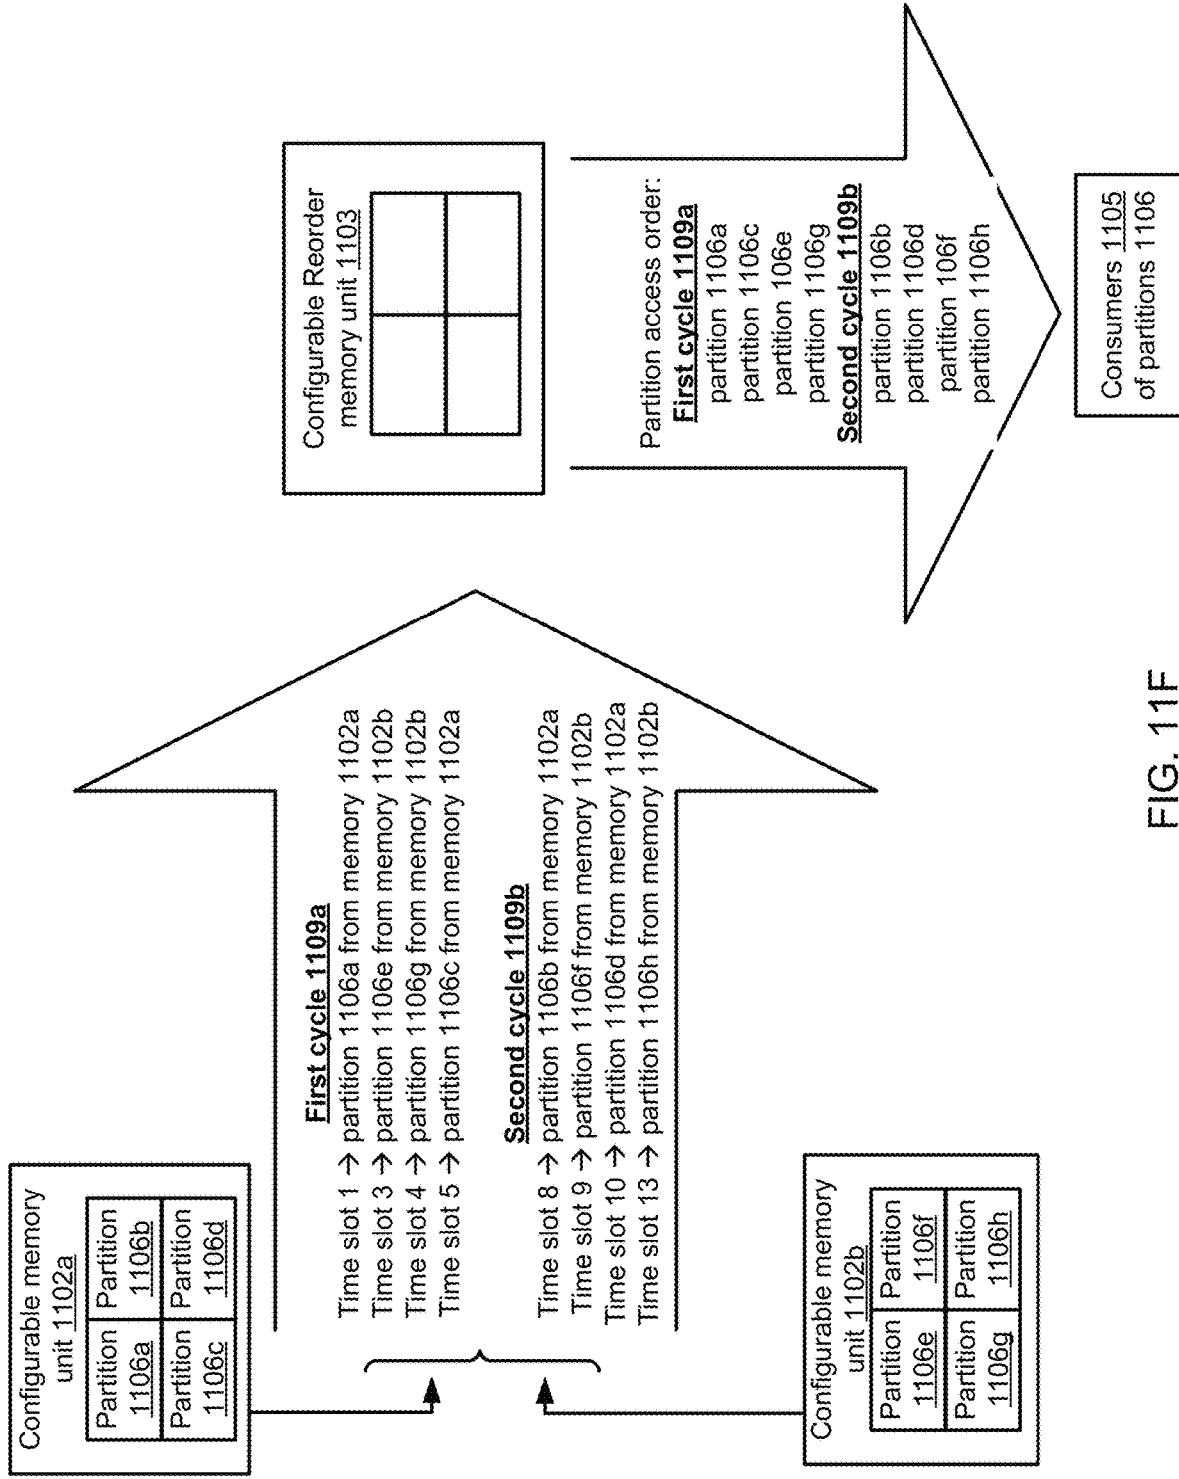 Configurable memory
unit 1102a
Partition
1106a
Partition
1106b
Partition
1106c
Partition
1106d
First cycle 1109a
Time slot 1 → partition 1106a from memory 1102a
Time slot 3 → partition 1106e from memory 1102b
Time slot 4 → partition 1106g from memory 1102b
Time slot 5 → partition 1106c from memory 1102a
Second cycle 1109b
Time slot 8 → partition 1106b from memory 1102a
Time slot 9 → partition 1106f from memory 1102b
Time slot 10 → partition 1106d from memory 1102a
Time slot 13 → partition 1106h from memory 1102b
Configurable memory
unit 1102b
Partition
1106e
Partition
1106f
Partition
1106g
Partition
1106h
Configurable Reorder
memory unit 1103
Partition access order:
First cycle 1109a
partition 1106a
partition 1106c
partition 106e
partition 1106g
Second cycle 1109b
partition 1106b
partition 1106d
partition 106f
partition 1106h
Consumers 1105
of partitions 1106
FIG. 11F